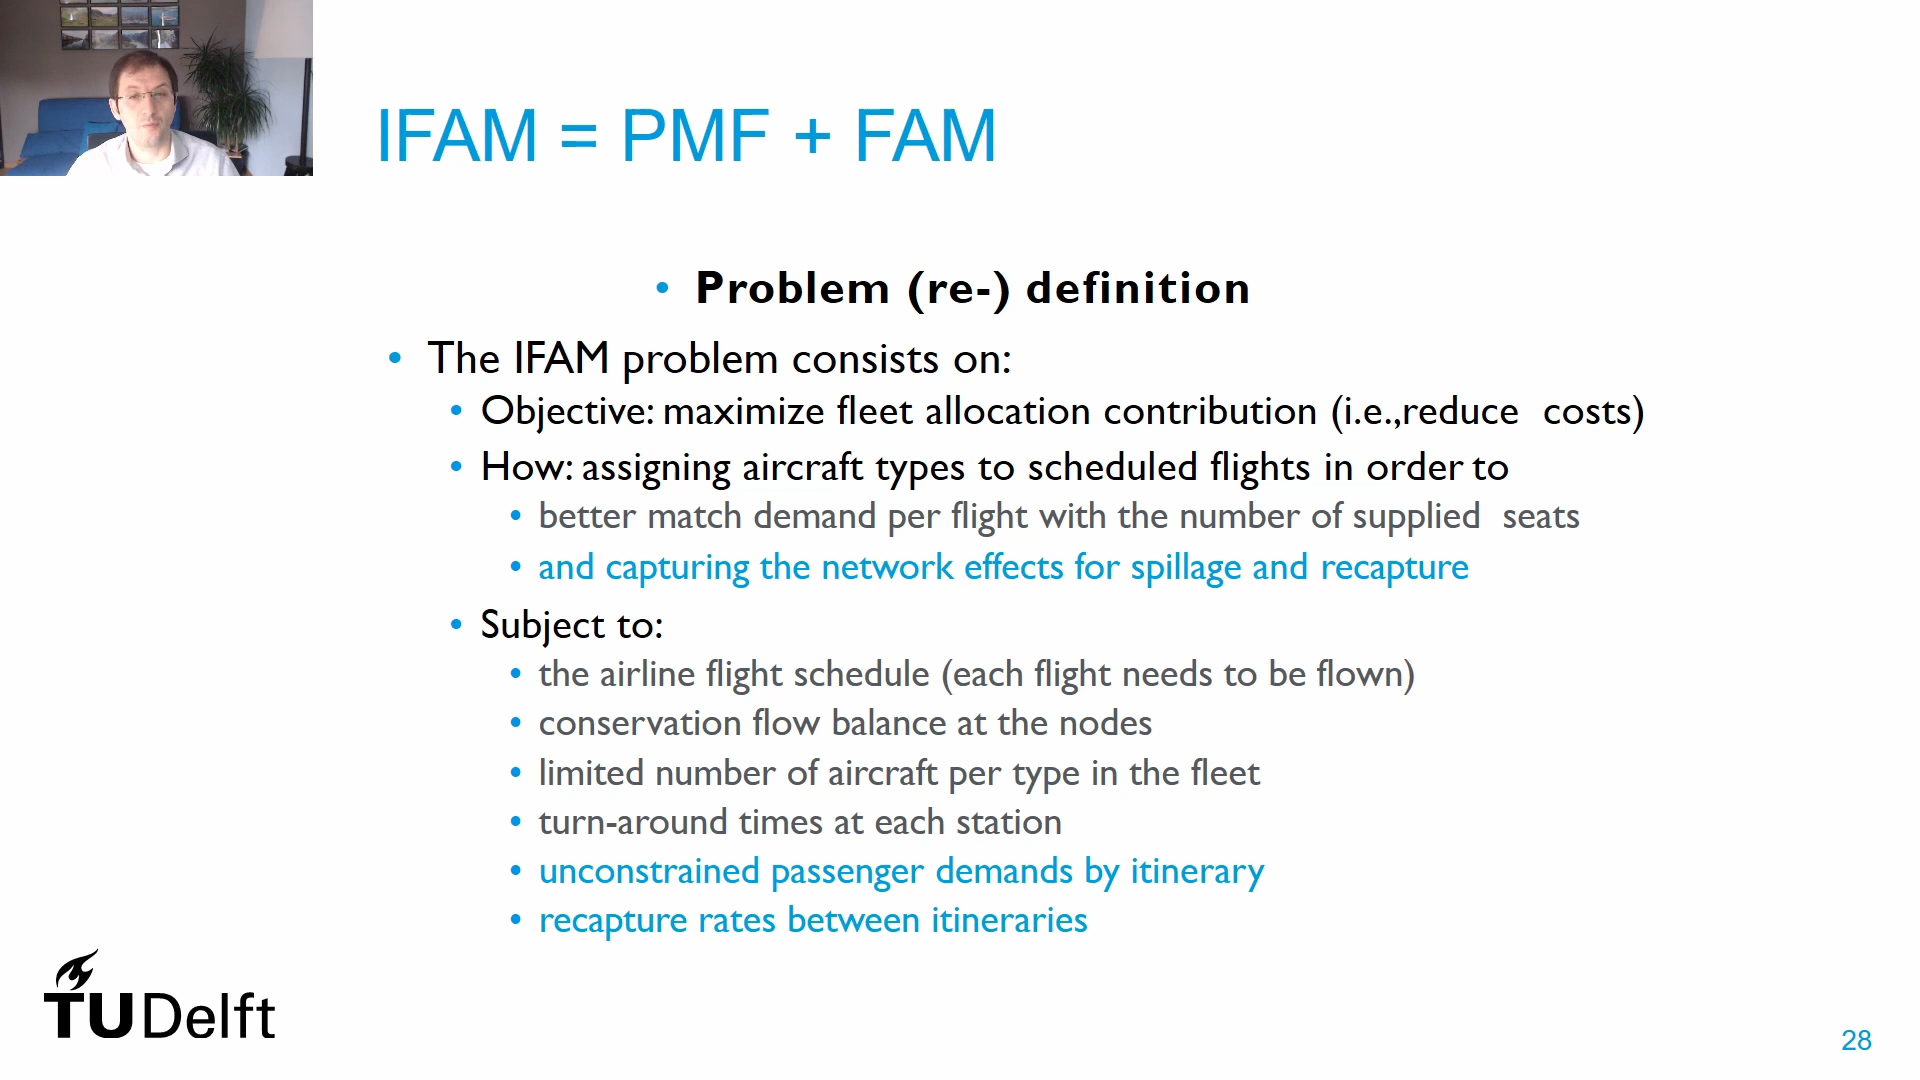 IFAM = PMF + FAM
• Problem (re-) definition
• The IFAM problem consists on:
• Objective: maximize fleet allocation contribution (i.e.,reduce costs)
• How: assigning aircraft types to scheduled flights in order to
• better match demand per flight with the number of supplied seats
• and capturing the network effects for spillage and recapture
• Subject to:
• the airline flight schedule (each flight needs to be flown)
• conservation flow balance at the nodes
• limited number of aircraft per type in the fleet
• turn-around times at each station
• unconstrained passenger demands by itinerary
• recapture rates between itineraries
TUDelft
28